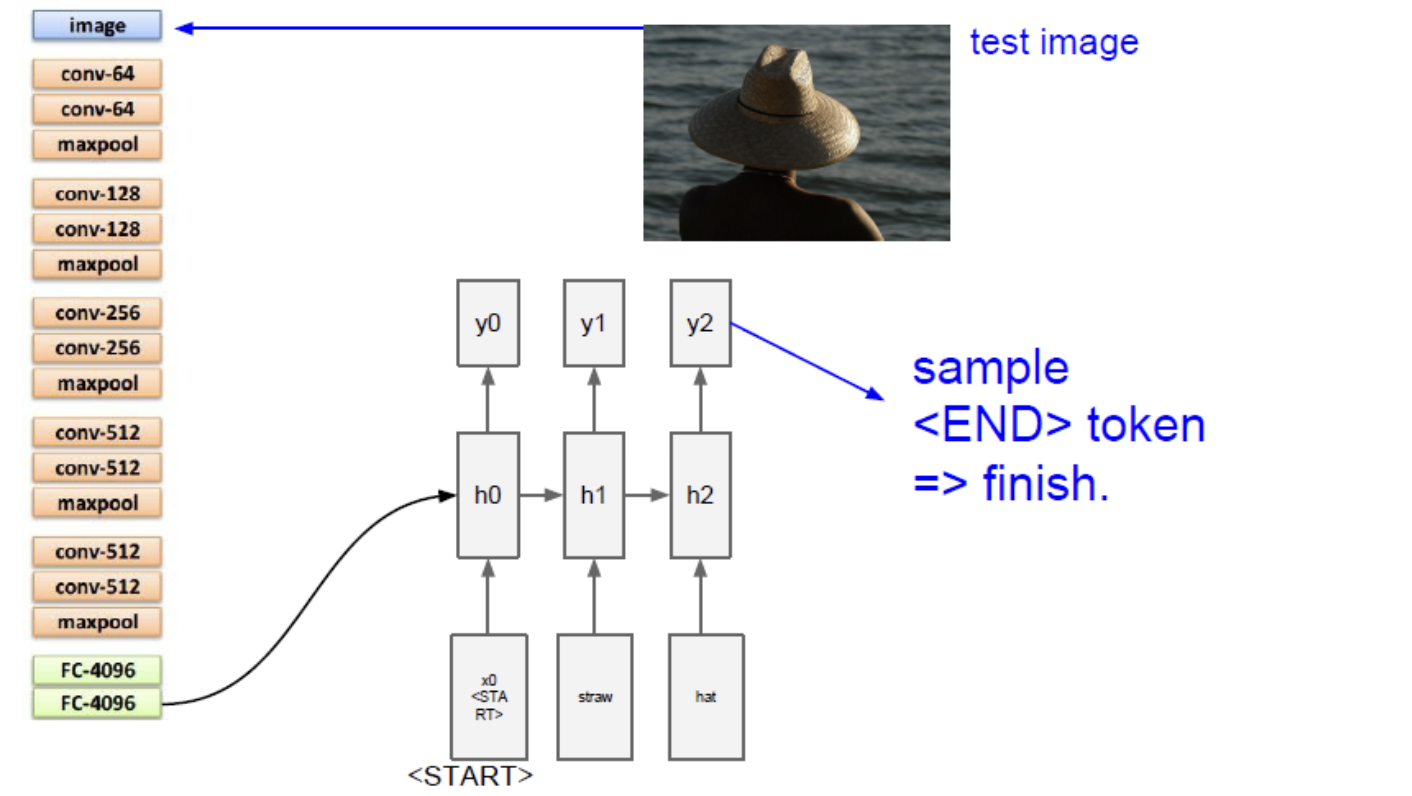 image
conv-64
conv-64
maxpool
conv-128
conv-128
maxpool
conv-256
conv-256
maxpool
conv-512
conv-512
maxpool
conv-512
conv-512
maxpool
FC-4096
FC-4096
test image
y0
y1
y2
sample
<END> token
=> finish.
h0
h1
h2
x0
<STA
RT>
straw
hat
<START>